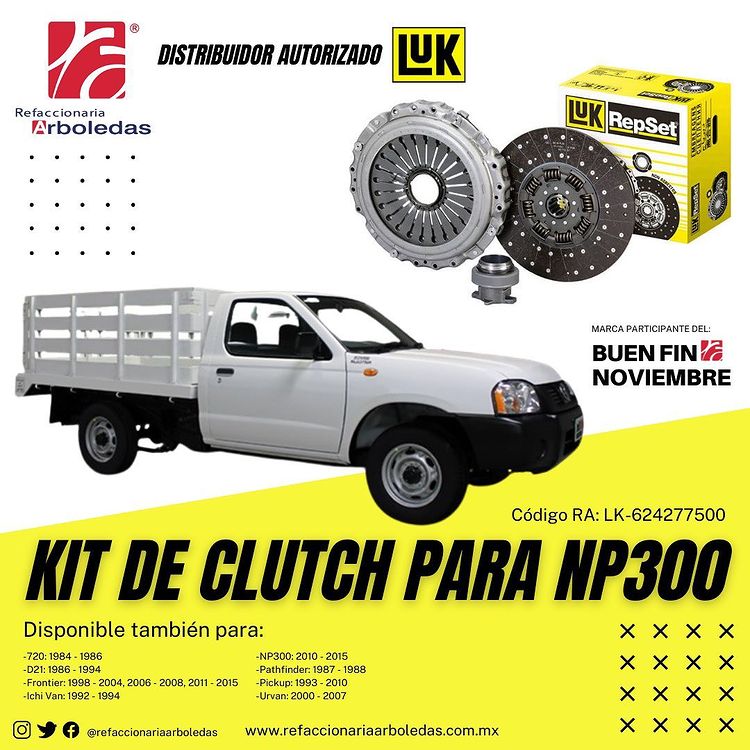 ®
Refaccionaria
Arboledas
DISTRIBUIDOR AUTORIZADO LUK
LUK RepSet
LUK RepSet
MARCA PARTICIPANTE DEL:
BUEN FIN
NOVIEMBRE
Código RA: LK-624277500
KIT DE CLUTCH PARA NP300
Disponible también para:
-720: 1984 - 1986
-D21: 1986 - 1994
-Frontier: 1998 - 2004, 2006 - 2008, 2011 - 2015
-Ichi Van: 1992 - 1994
-NP300: 2010 - 2015
-Pathfinder: 1987 - 1988
-Pickup: 1993 - 2010
-Urvan: 2000 - 2007
@refaccionariaarboledas
www.refaccionariaarboledas.com.mx